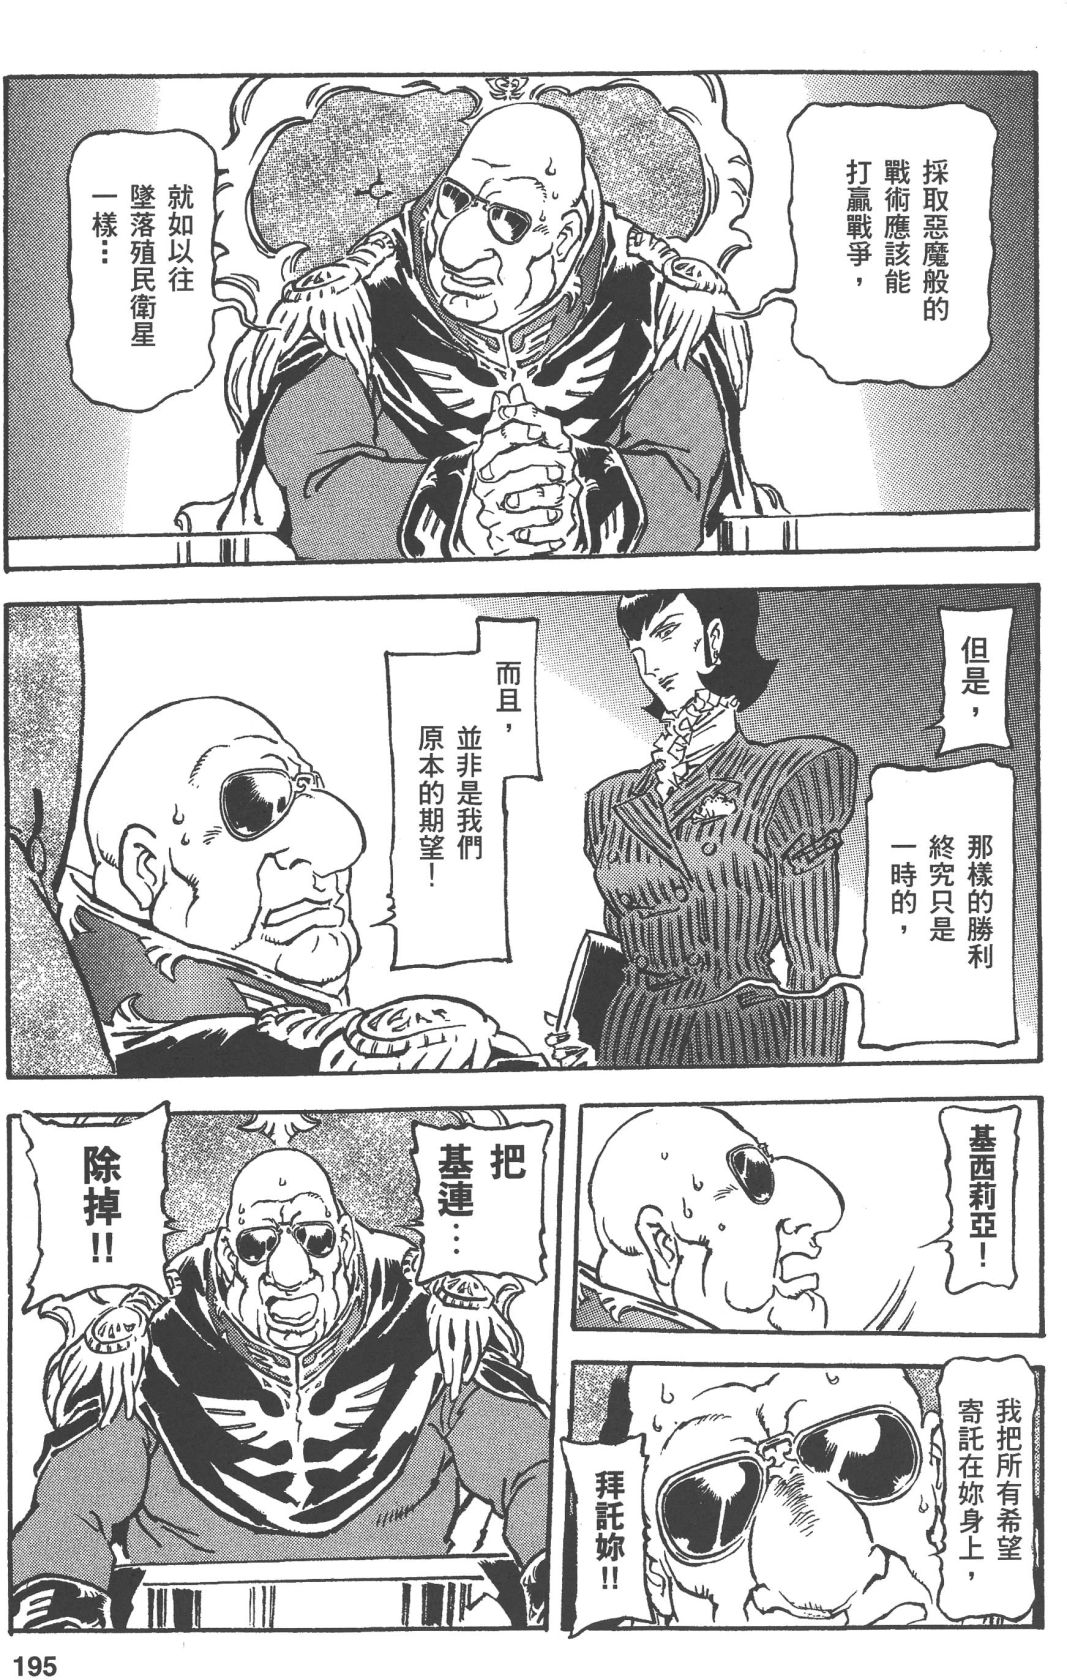 採取惡魔般的
戰術應該能
打贏戰爭，
就如以往
墜落殖民衛星
一樣…
但是，
那樣的勝利
終究只是
一時的，
而且，
並非是我們
原本的期望！
基西莉亞！
我把所有希望
寄託在妳身上，
拜託妳！！
把
基連…
除掉！！
195